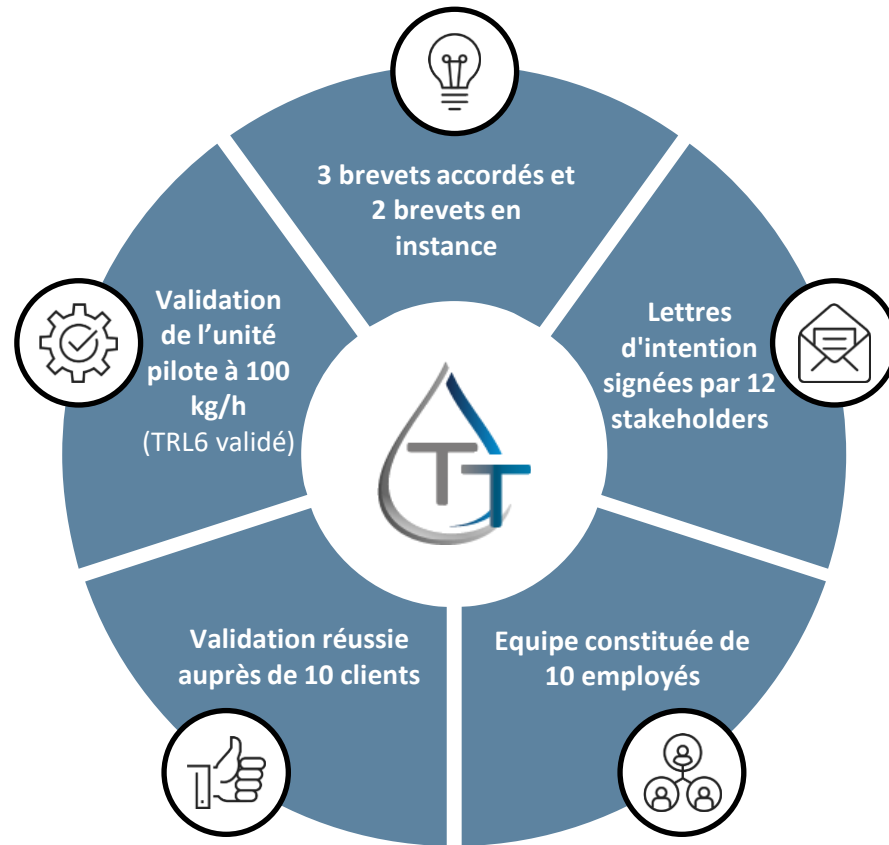 3 brevets accordés et
2 brevets en
instance
Validation
de l’unité
pilote à 100
kg/h
(TRL6 validé)
Lettres
d'intention
signées par 12
stakeholders
TT
Validation réussie
auprès de 10 clients
Equipe constituée de
10 employés